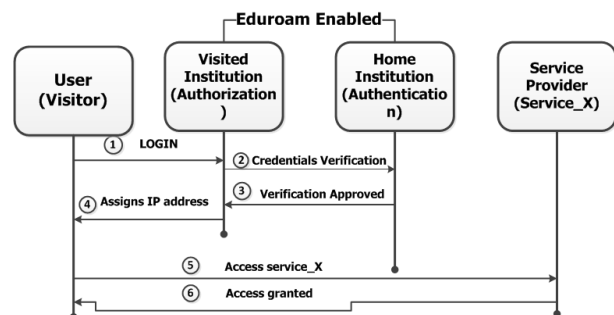 Eduroam Enabled
User
(Visitor)
Visited
Institution
(Authorization
)
Home
Institution
(Authenticatio
n)
Service
Provider
(Service_X)
1 LOGIN
2 Credentials Verification
3 Verification Approved
4 Assigns IP address
5 Access service_X
6 Access granted